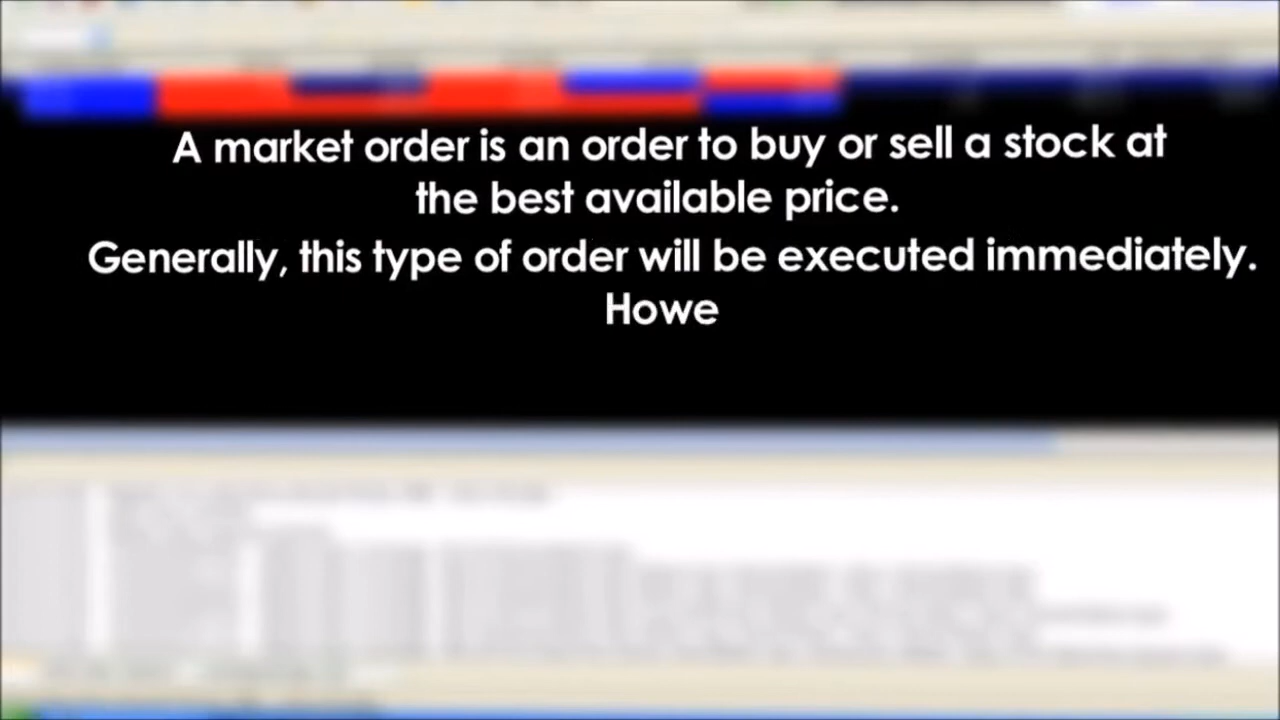 A market order is an order to buy or sell a stock at
the best available price.
Generally, this type of order will be executed immediately.
Howe